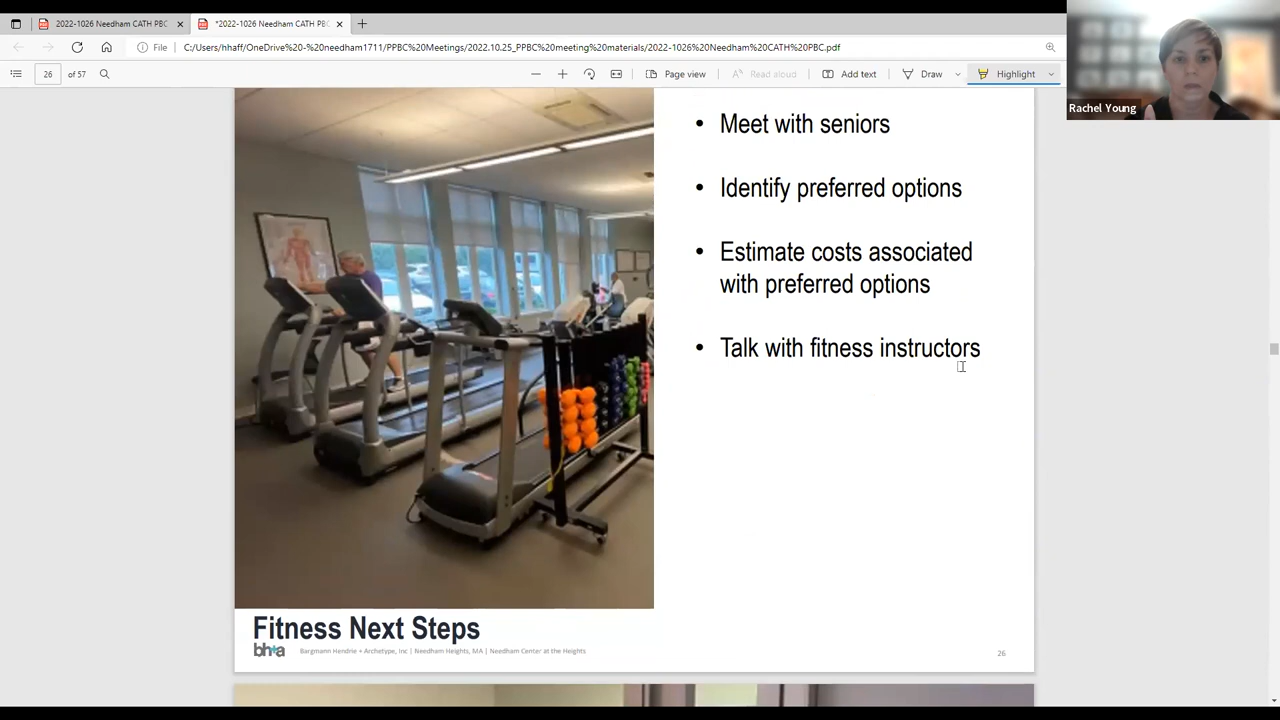 2022-1026 Needham CATH PBC
*2022-1026 Needham CATH PBC
File
C:/Users/hhaff/OneDrive%20-%20needham1711/PPBC%20Meetings/2022.10.25_PPBC%20meeting%20materials/2022-1026%20Needham%20CATH%20PBC.pdf
26 of 57
Page view
Read aloud
Add text
Draw
Highlight
Rachel Young
• Meet with seniors
• Identify preferred options
• Estimate costs associated
with preferred options
• Talk with fitness instructors
Fitness Next Steps
bh+a
Bargmann Hendrie + Archetype, Inc | Needham Heights, MA | Needham Center at the Heights
26